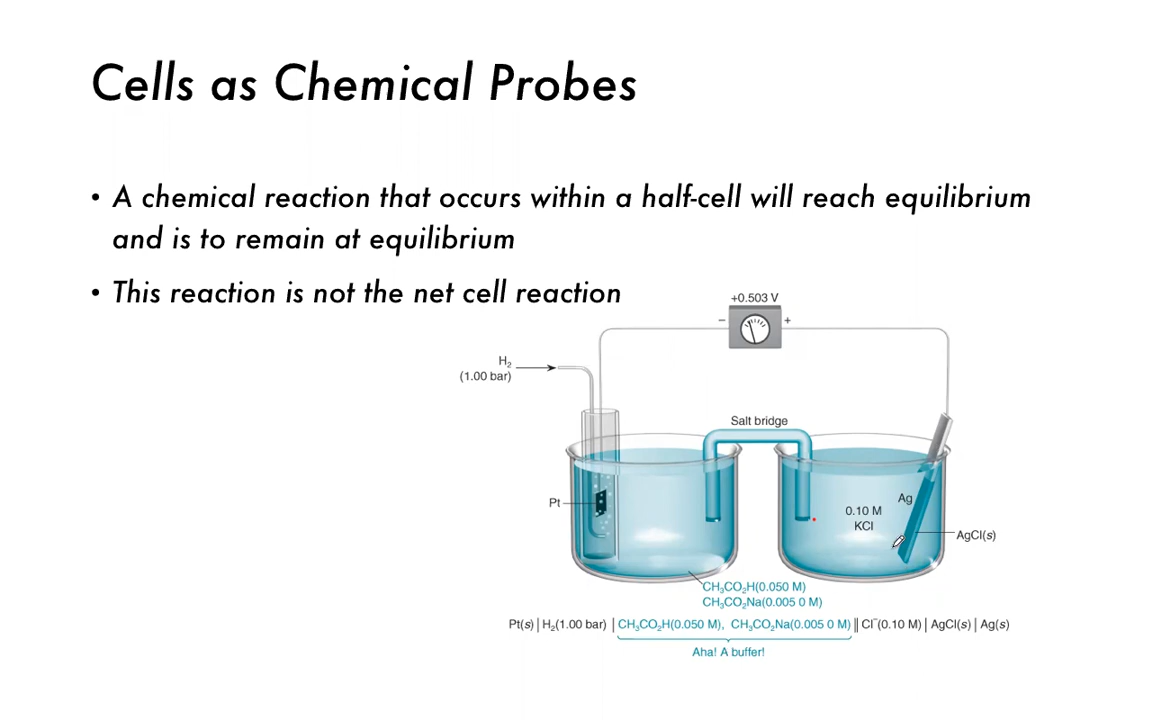 Cells as Chemical Probes
• A chemical reaction that occurs within a half-cell will reach equilibrium
and is to remain at equilibrium
• This reaction is not the net cell reaction
+0.503 V
− +
H₂
(1.00 bar)
Salt bridge
Pt
Ag
0.10 M
KCl
AgCl(s)
CH₃CO₂H(0.050 M)
CH₃CO₂Na(0.005 0 M)
Pt(s) | H₂(1.00 bar) | CH₃CO₂H(0.050 M), CH₃CO₂Na(0.005 0 M) || Cl⁻(0.10 M) | AgCl(s) | Ag(s)
Aha! A buffer!